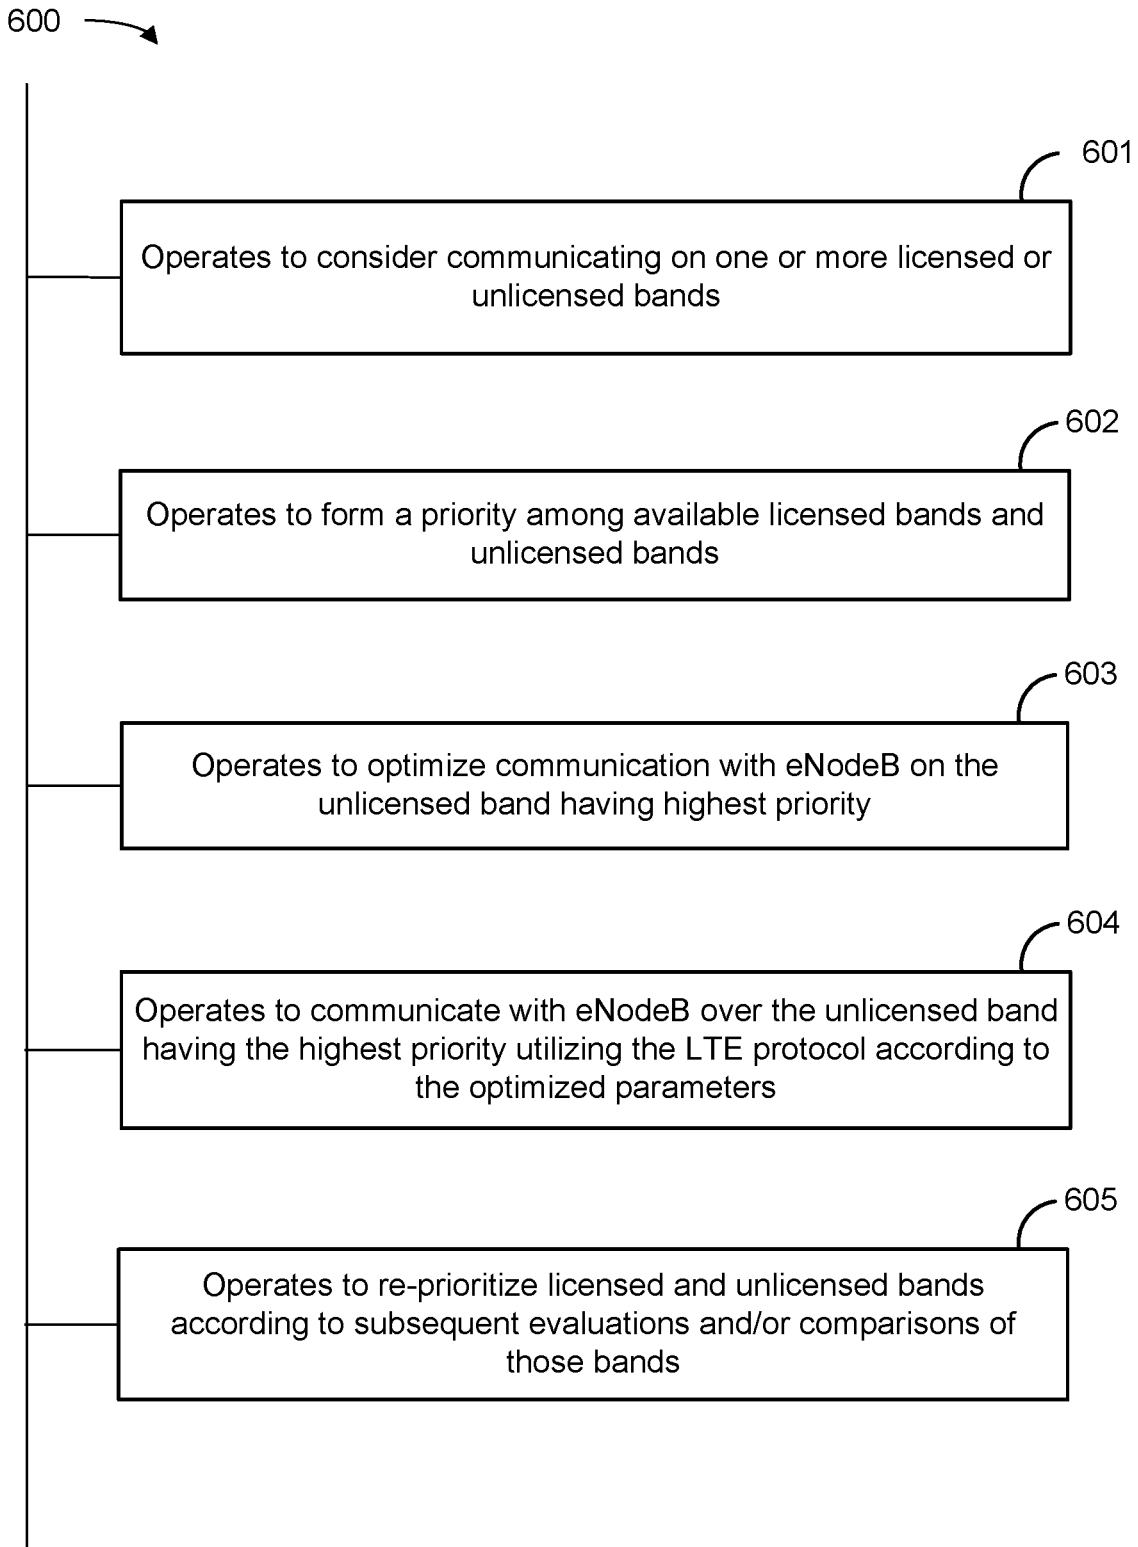 600
601
Operates to consider communicating on one or more licensed or
unlicensed bands
602
Operates to form a priority among available licensed bands and
unlicensed bands
603
Operates to optimize communication with eNodeB on the
unlicensed band having highest priority
604
Operates to communicate with eNodeB over the unlicensed band
having the highest priority utilizing the LTE protocol according to
the optimized parameters
605
Operates to re-prioritize licensed and unlicensed bands
according to subsequent evaluations and/or comparisons of
those bands